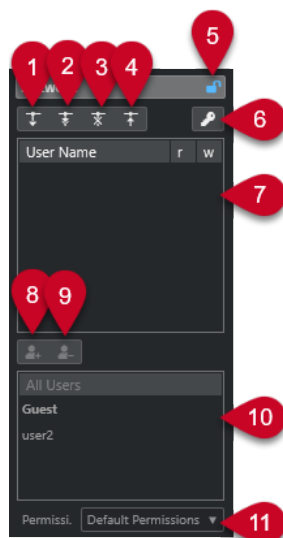 5
1 2 3 4
6
User Name r w
7
8 9
All Users
Guest
10
user2
Permissi. Default Permissions
11